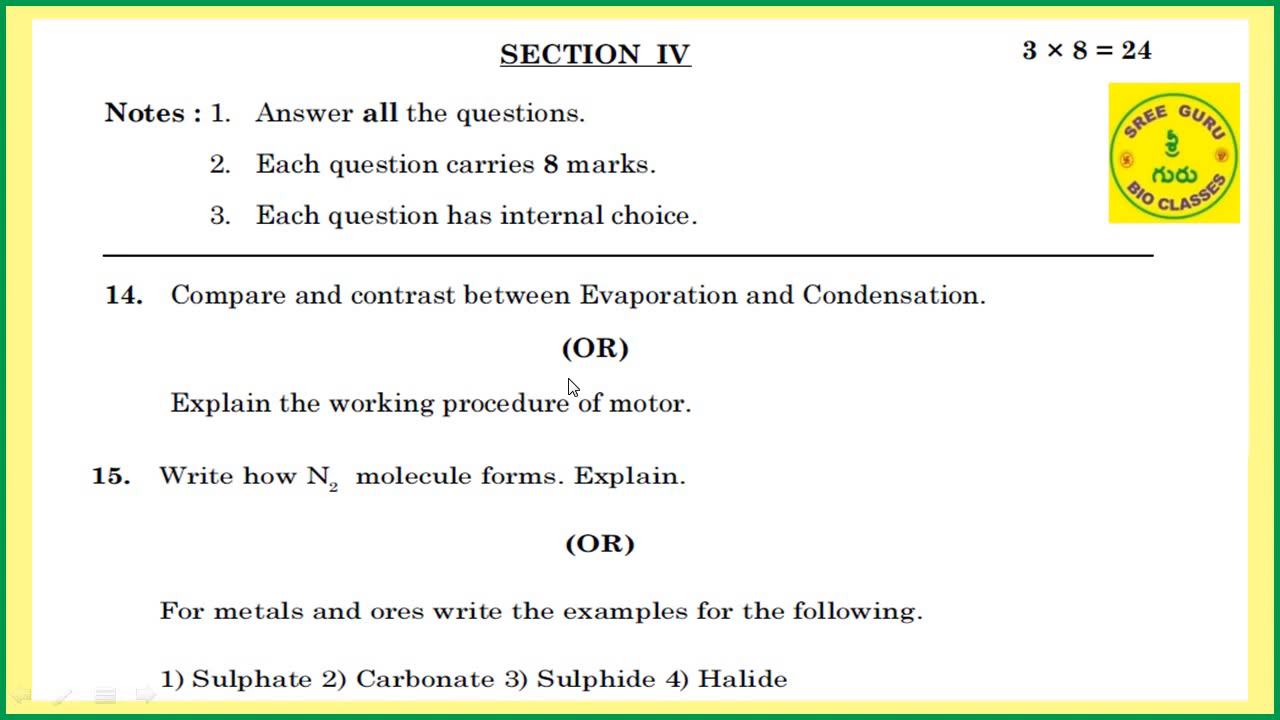 SECTION IV
3 × 8 = 24
Notes : 1. Answer all the questions.
2. Each question carries 8 marks.
3. Each question has internal choice.
SREE GURU
శ్రీ
గురు
BIO CLASSES
14. Compare and contrast between Evaporation and Condensation.
(OR)
Explain the working procedure of motor.
15. Write how N₂ molecule forms. Explain.
(OR)
For metals and ores write the examples for the following.
1) Sulphate 2) Carbonate 3) Sulphide 4) Halide